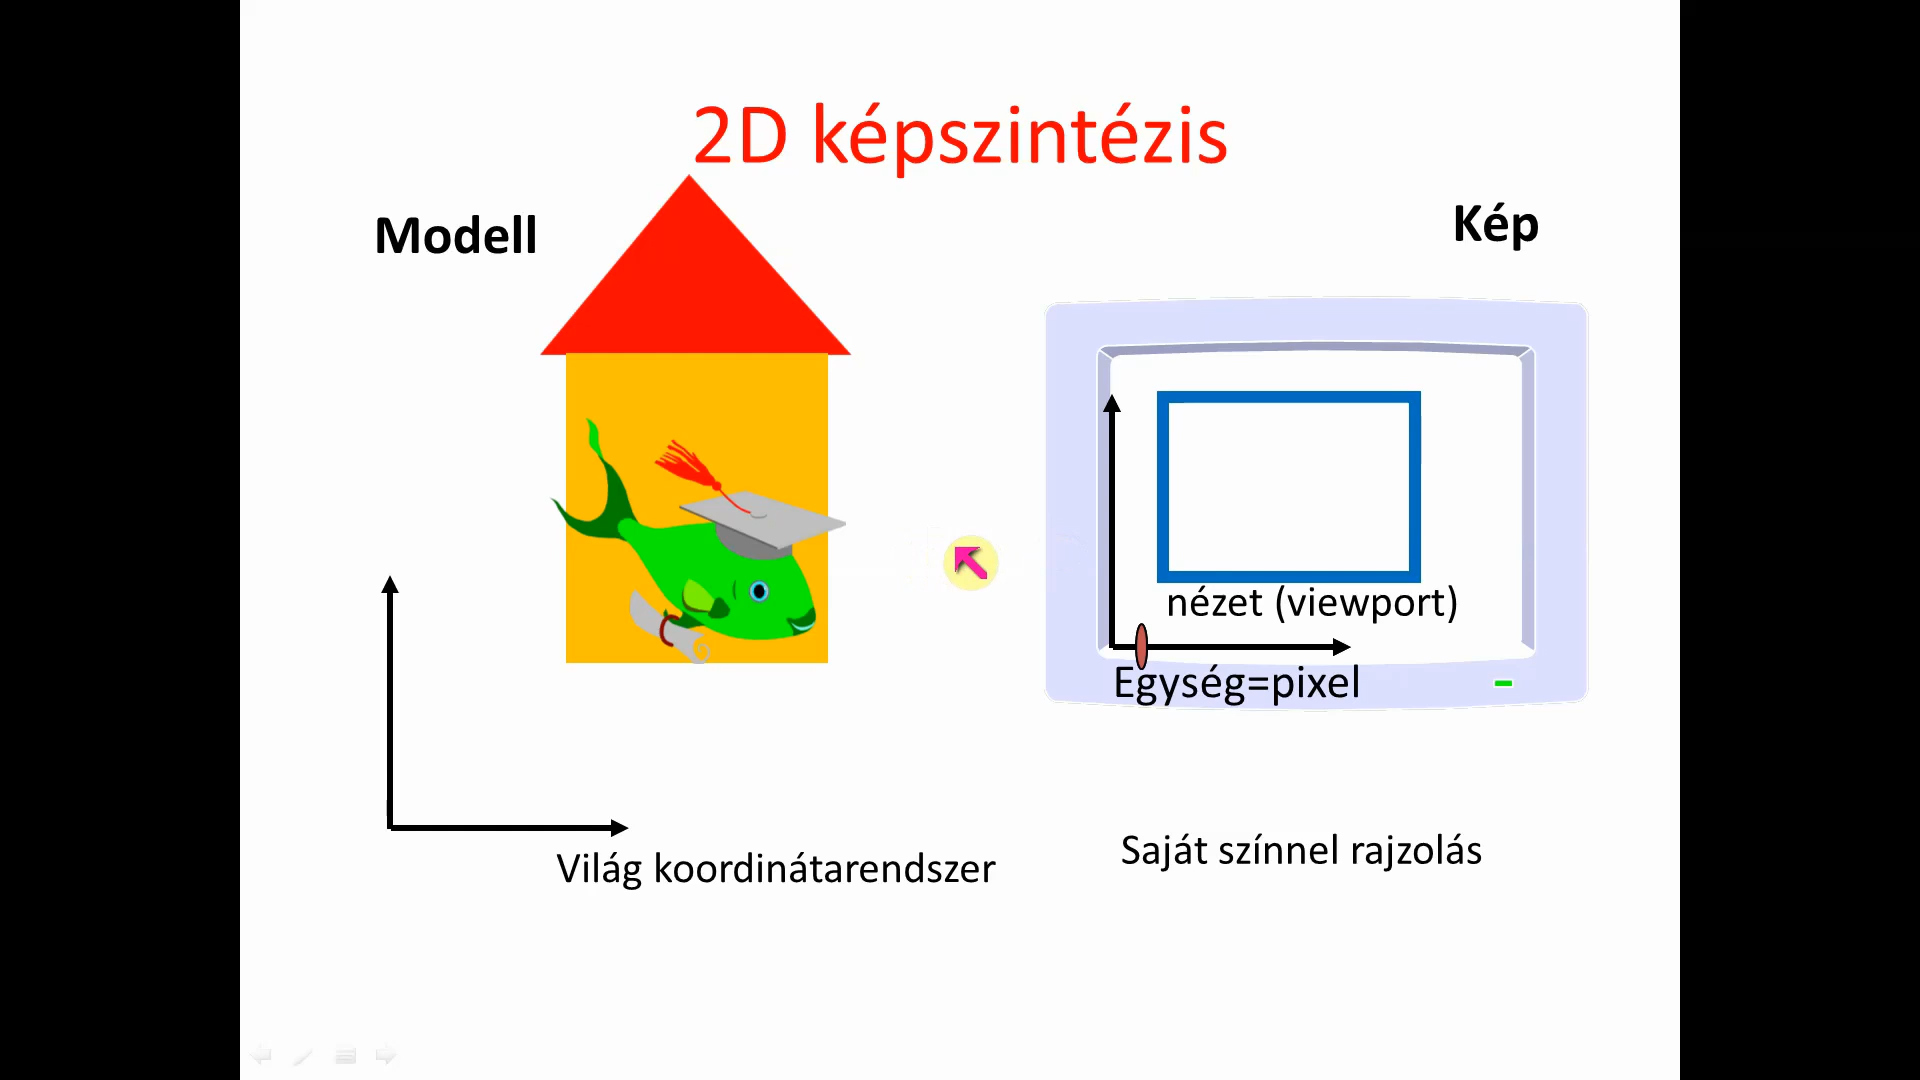 2D képszintézis
Modell
Kép
nézet (viewport)
Egység=pixel
Világ koordinátarendszer
Saját színnel rajzolás